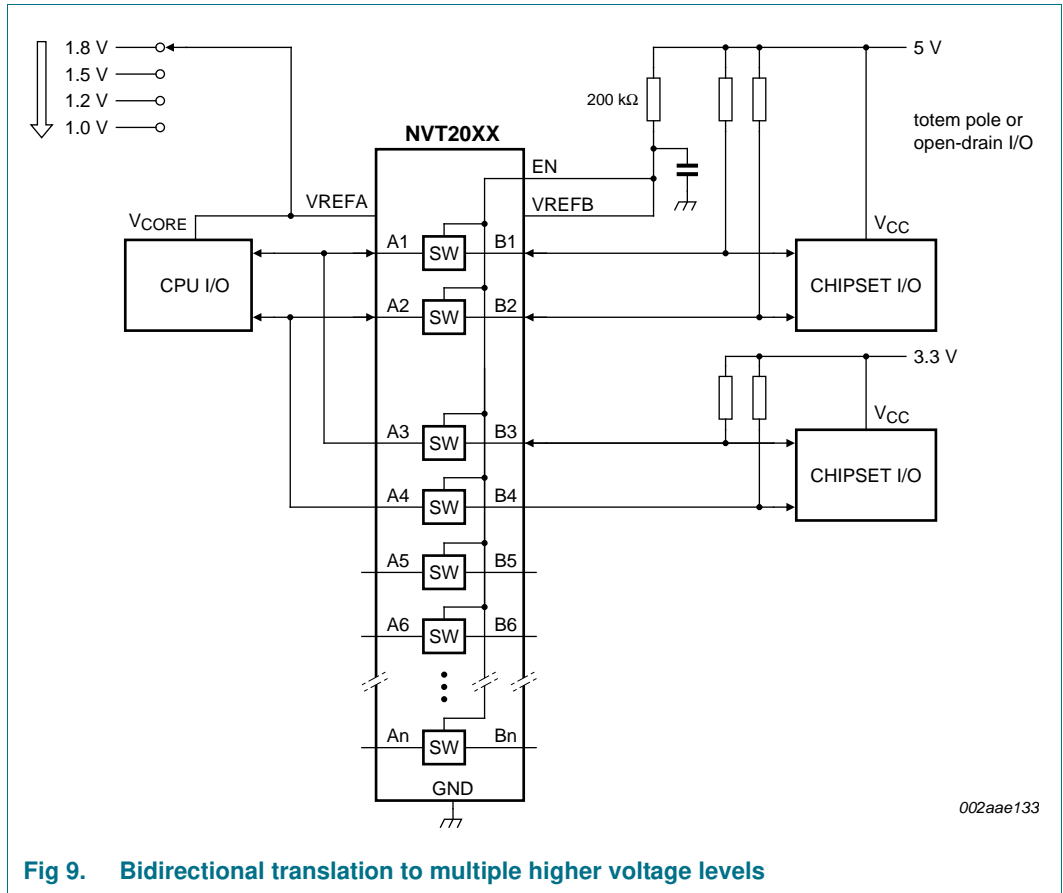 1.8 V
1.5 V
1.2 V
1.0 V
5 V
200 kΩ
totem pole or
open-drain I/O
NVT20XX
EN
VREFA
VREFB
VCORE
VCC
A1
SW
B1
CPU I/O
CHIPSET I/O
A2
SW
B2
3.3 V
VCC
A3
SW
B3
CHIPSET I/O
A4
SW
B4
A5
SW
B5
A6
SW
B6
An
SW
Bn
GND
002aae133
Fig 9. Bidirectional translation to multiple higher voltage levels